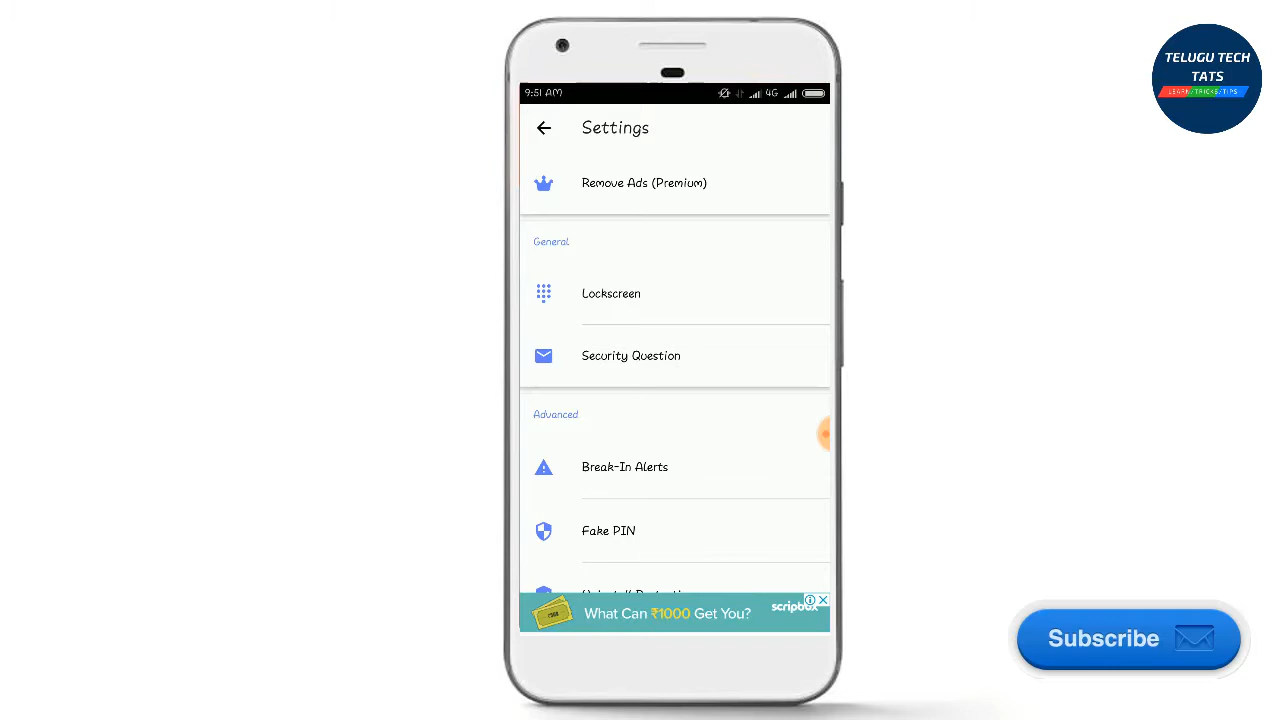 TELUGU TECH
TATS
LEARN/TRICKS/TIPS
9:51 AM
4G
Settings
Remove Ads (Premium)
General
Lockscreen
Security Question
Advanced
Break-In Alerts
Fake PIN
What Can ₹1000 Get You?
scripbox
Subscribe